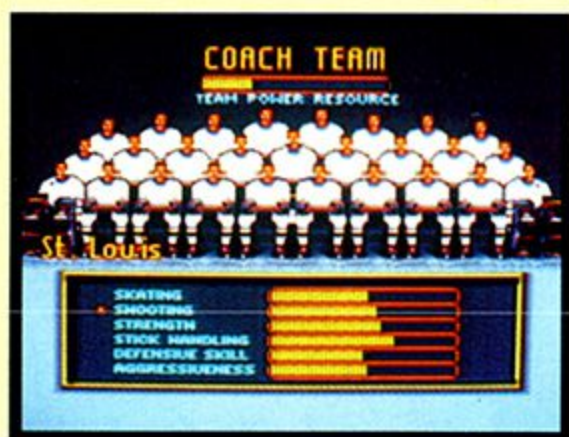 COACH TEAM
TEAM POWER RESOURCE
St. Louis
SKATING
SHOOTING
STRENGTH
STICK HANDLING
DEFENSIVE SKILL
AGGRESSIVENESS